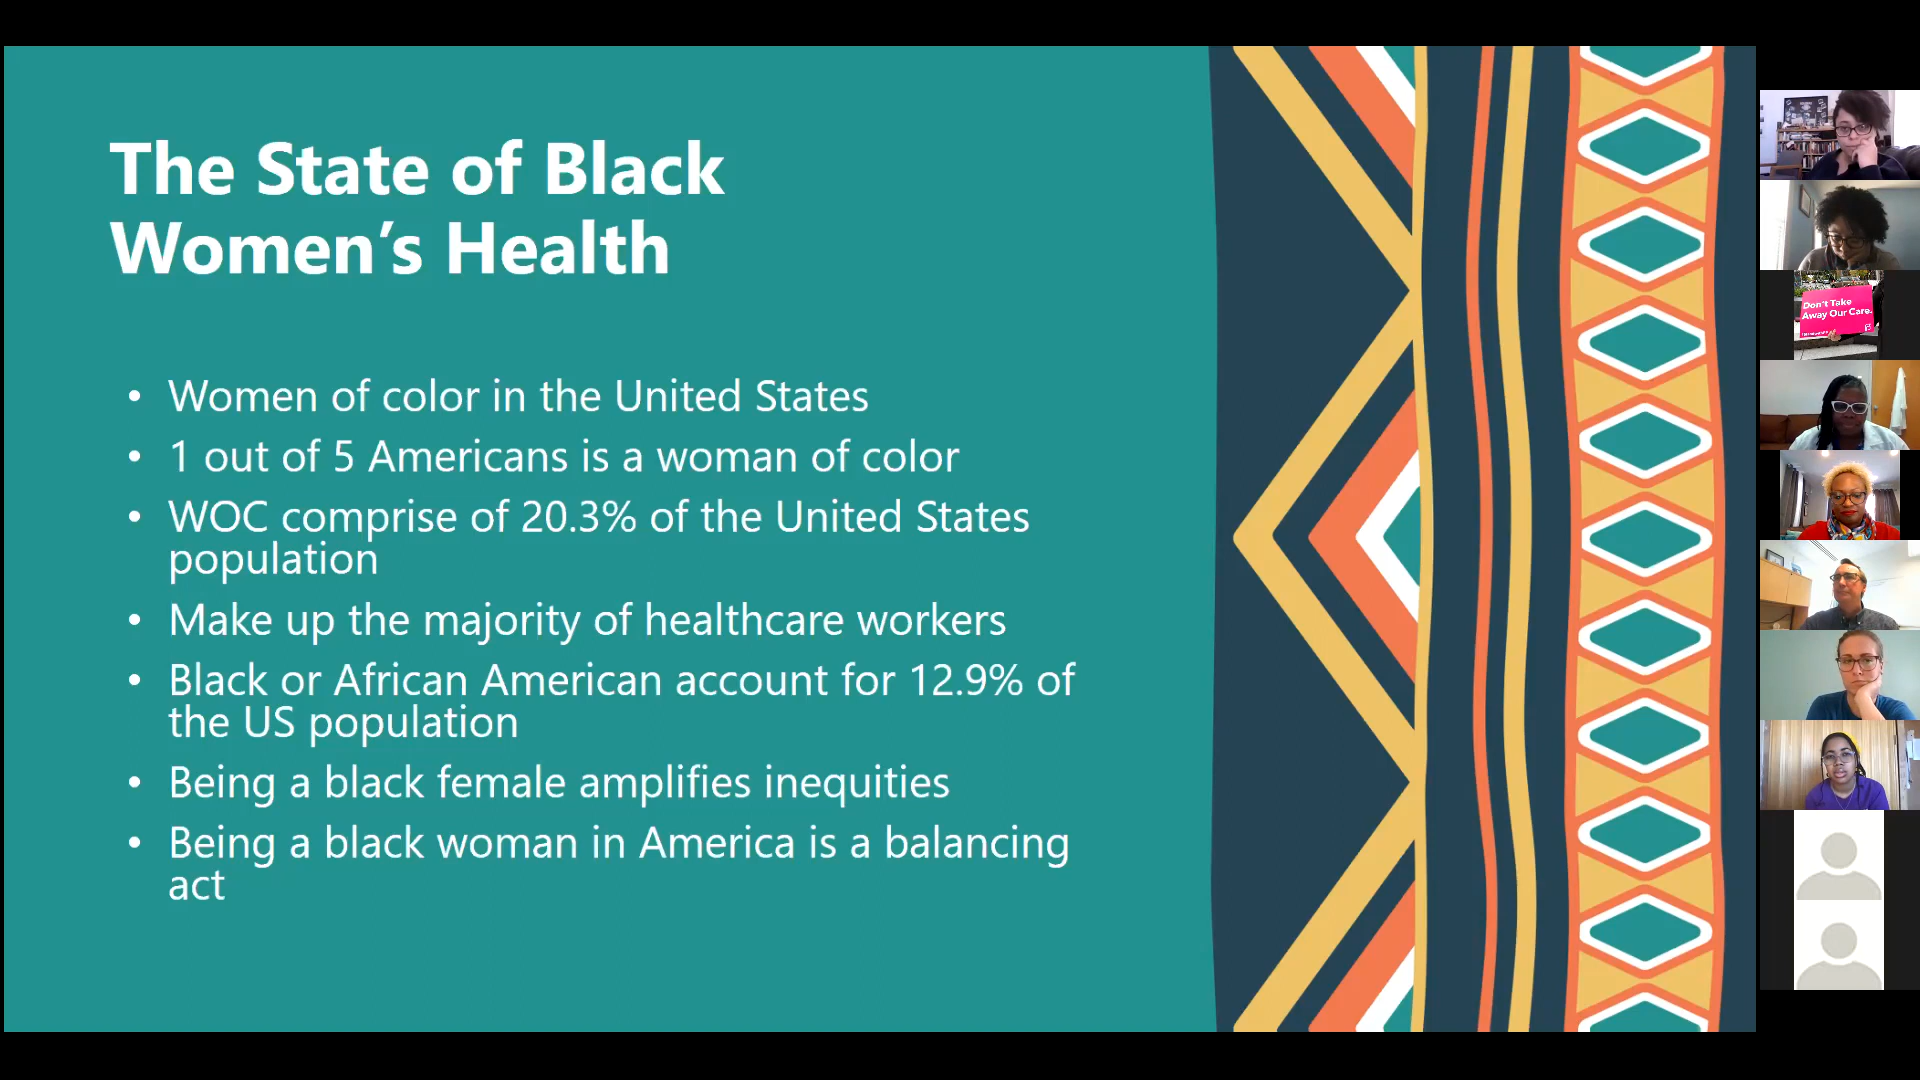 The State of Black
Women’s Health
• Women of color in the United States
• 1 out of 5 Americans is a woman of color
• WOC comprise of 20.3% of the United States
population
• Make up the majority of healthcare workers
• Black or African American account for 12.9% of
the US population
• Being a black female amplifies inequities
• Being a black woman in America is a balancing
act
Don't Take
Away Our Care.